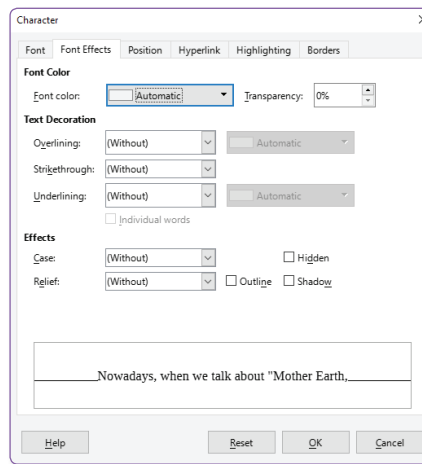 Character
Font Font Effects Position Hyperlink Highlighting Borders
Font Color
Font color: Automatic Transparency: 0%
Text Decoration
Overlining: (Without) Automatic
Strikethrough: (Without)
Underlining: (Without) Automatic
Individual words
Effects
Case: (Without) Hidden
Relief: (Without) Outline Shadow
Nowadays, when we talk about "Mother Earth,
Help Reset OK Cancel